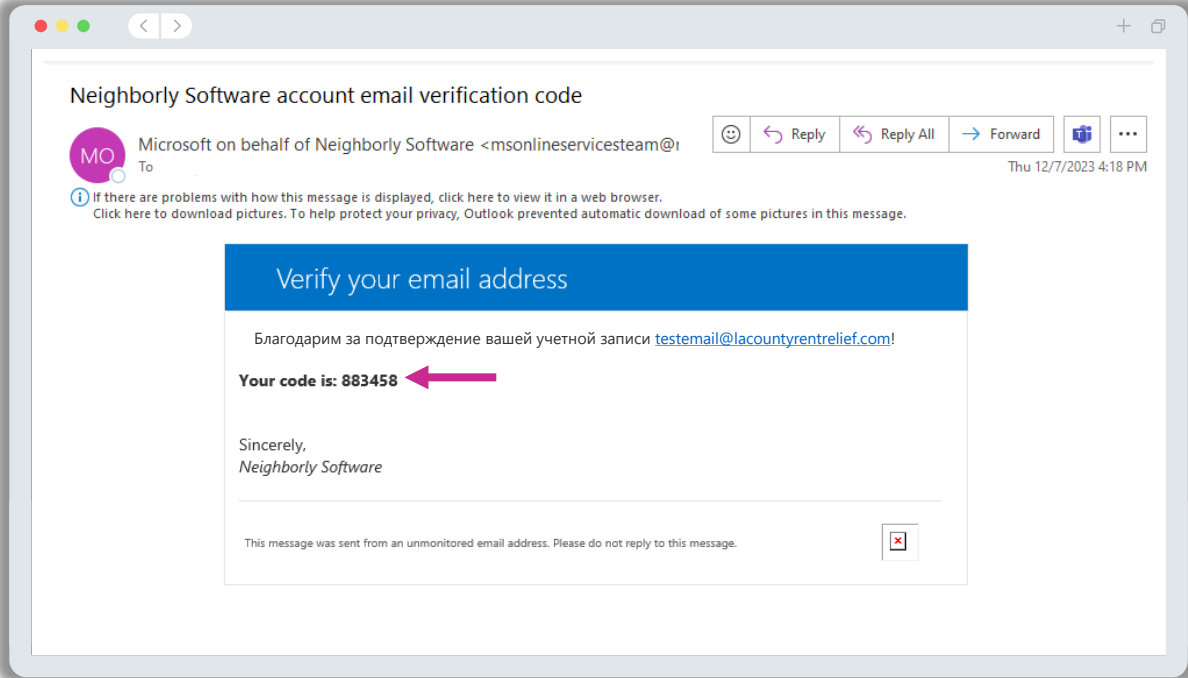 Neighborly Software account email verification code
MO
Microsoft on behalf of Neighborly Software <msonlineservicesteam@
Reply
Reply All
Forward
To
Thu 12/7/2023 4:18 PM
If there are problems with how this message is displayed, click here to view it in a web browser.
Click here to download pictures. To help protect your privacy, Outlook prevented automatic download of some pictures in this message.
Verify your email address
Благодарим за подтверждение вашей учетной записи testemail@lacountyrentrelief.com!
Your code is: 883458
Sincerely,
Neighborly Software
This message was sent from an unmonitored email address. Please do not reply to this message.